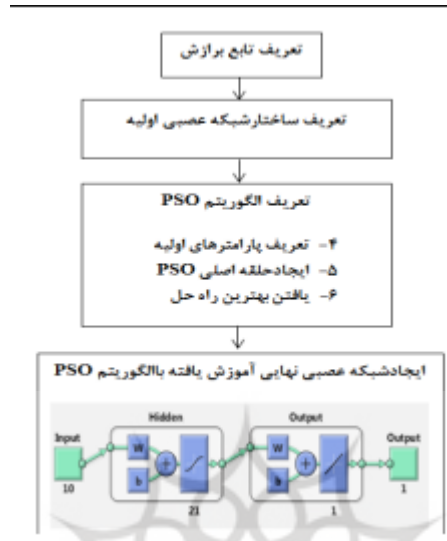 تعریف تابع برازش
تعریف ساختارشبکه عصبی اولیه
تعریف الگوریتم PSO
۴- تعریف پارامترهای اولیه
۵- ایجادحلقه اصلی PSO
۶- یافتن بهترین راه حل
ایجادشبکه عصبی نهایی آموزش یافته باالگوریتم PSO
Hidden Output
Input W W Output
b b
10 21 1 1